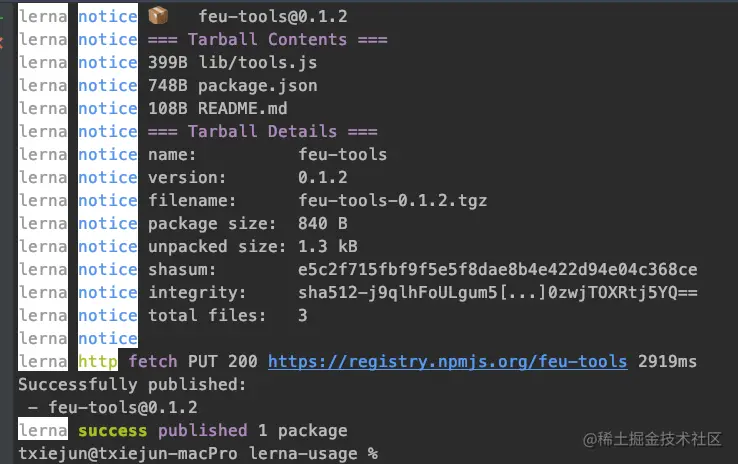 lerna notice 📦 feu-tools@0.1.2
lerna notice === Tarball Contents ===
lerna notice 399B lib/tools.js
lerna notice 748B package.json
lerna notice 108B README.md
lerna notice === Tarball Details ===
lerna notice name: feu-tools
lerna notice version: 0.1.2
lerna notice filename: feu-tools-0.1.2.tgz
lerna notice package size: 840 B
lerna notice unpacked size: 1.3 kB
lerna notice shasum: e5c2f715fbf9f5e5f8dae8b4e422d94e04c368ce
lerna notice integrity: sha512-j9qlhFoULgum5[...]0zwjTOXRtj5YQ==
lerna notice total files: 3
lerna notice
lerna http fetch PUT 200 https://registry.npmjs.org/feu-tools 2919ms
Successfully published:
- feu-tools@0.1.2
lerna success published 1 package
txiejun@txiejun-macPro lerna-usage %
@稀土掘金技术社区